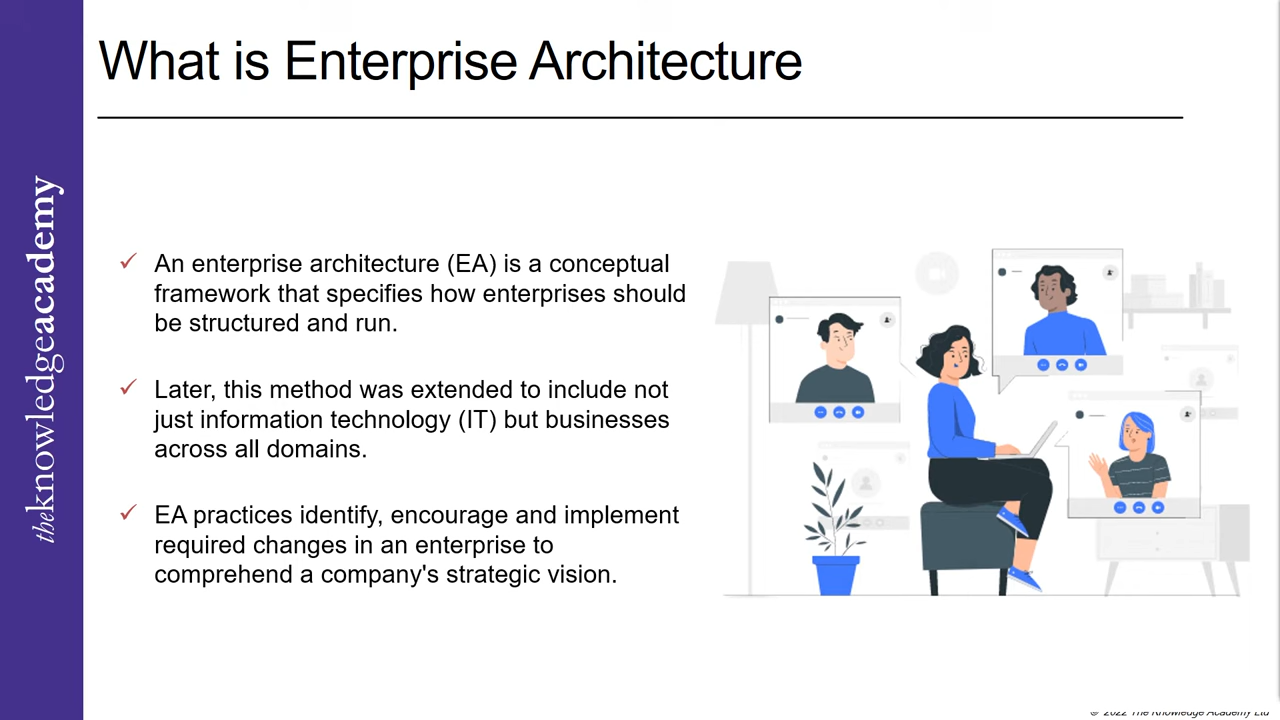 What is Enterprise Architecture
theknowledgeacademy
An enterprise architecture (EA) is a conceptual
framework that specifies how enterprises should
be structured and run.
Later, this method was extended to include not
just information technology (IT) but businesses
across all domains.
EA practices identify, encourage and implement
required changes in an enterprise to
comprehend a company's strategic vision.
© 2022 The Knowledge Academy Ltd